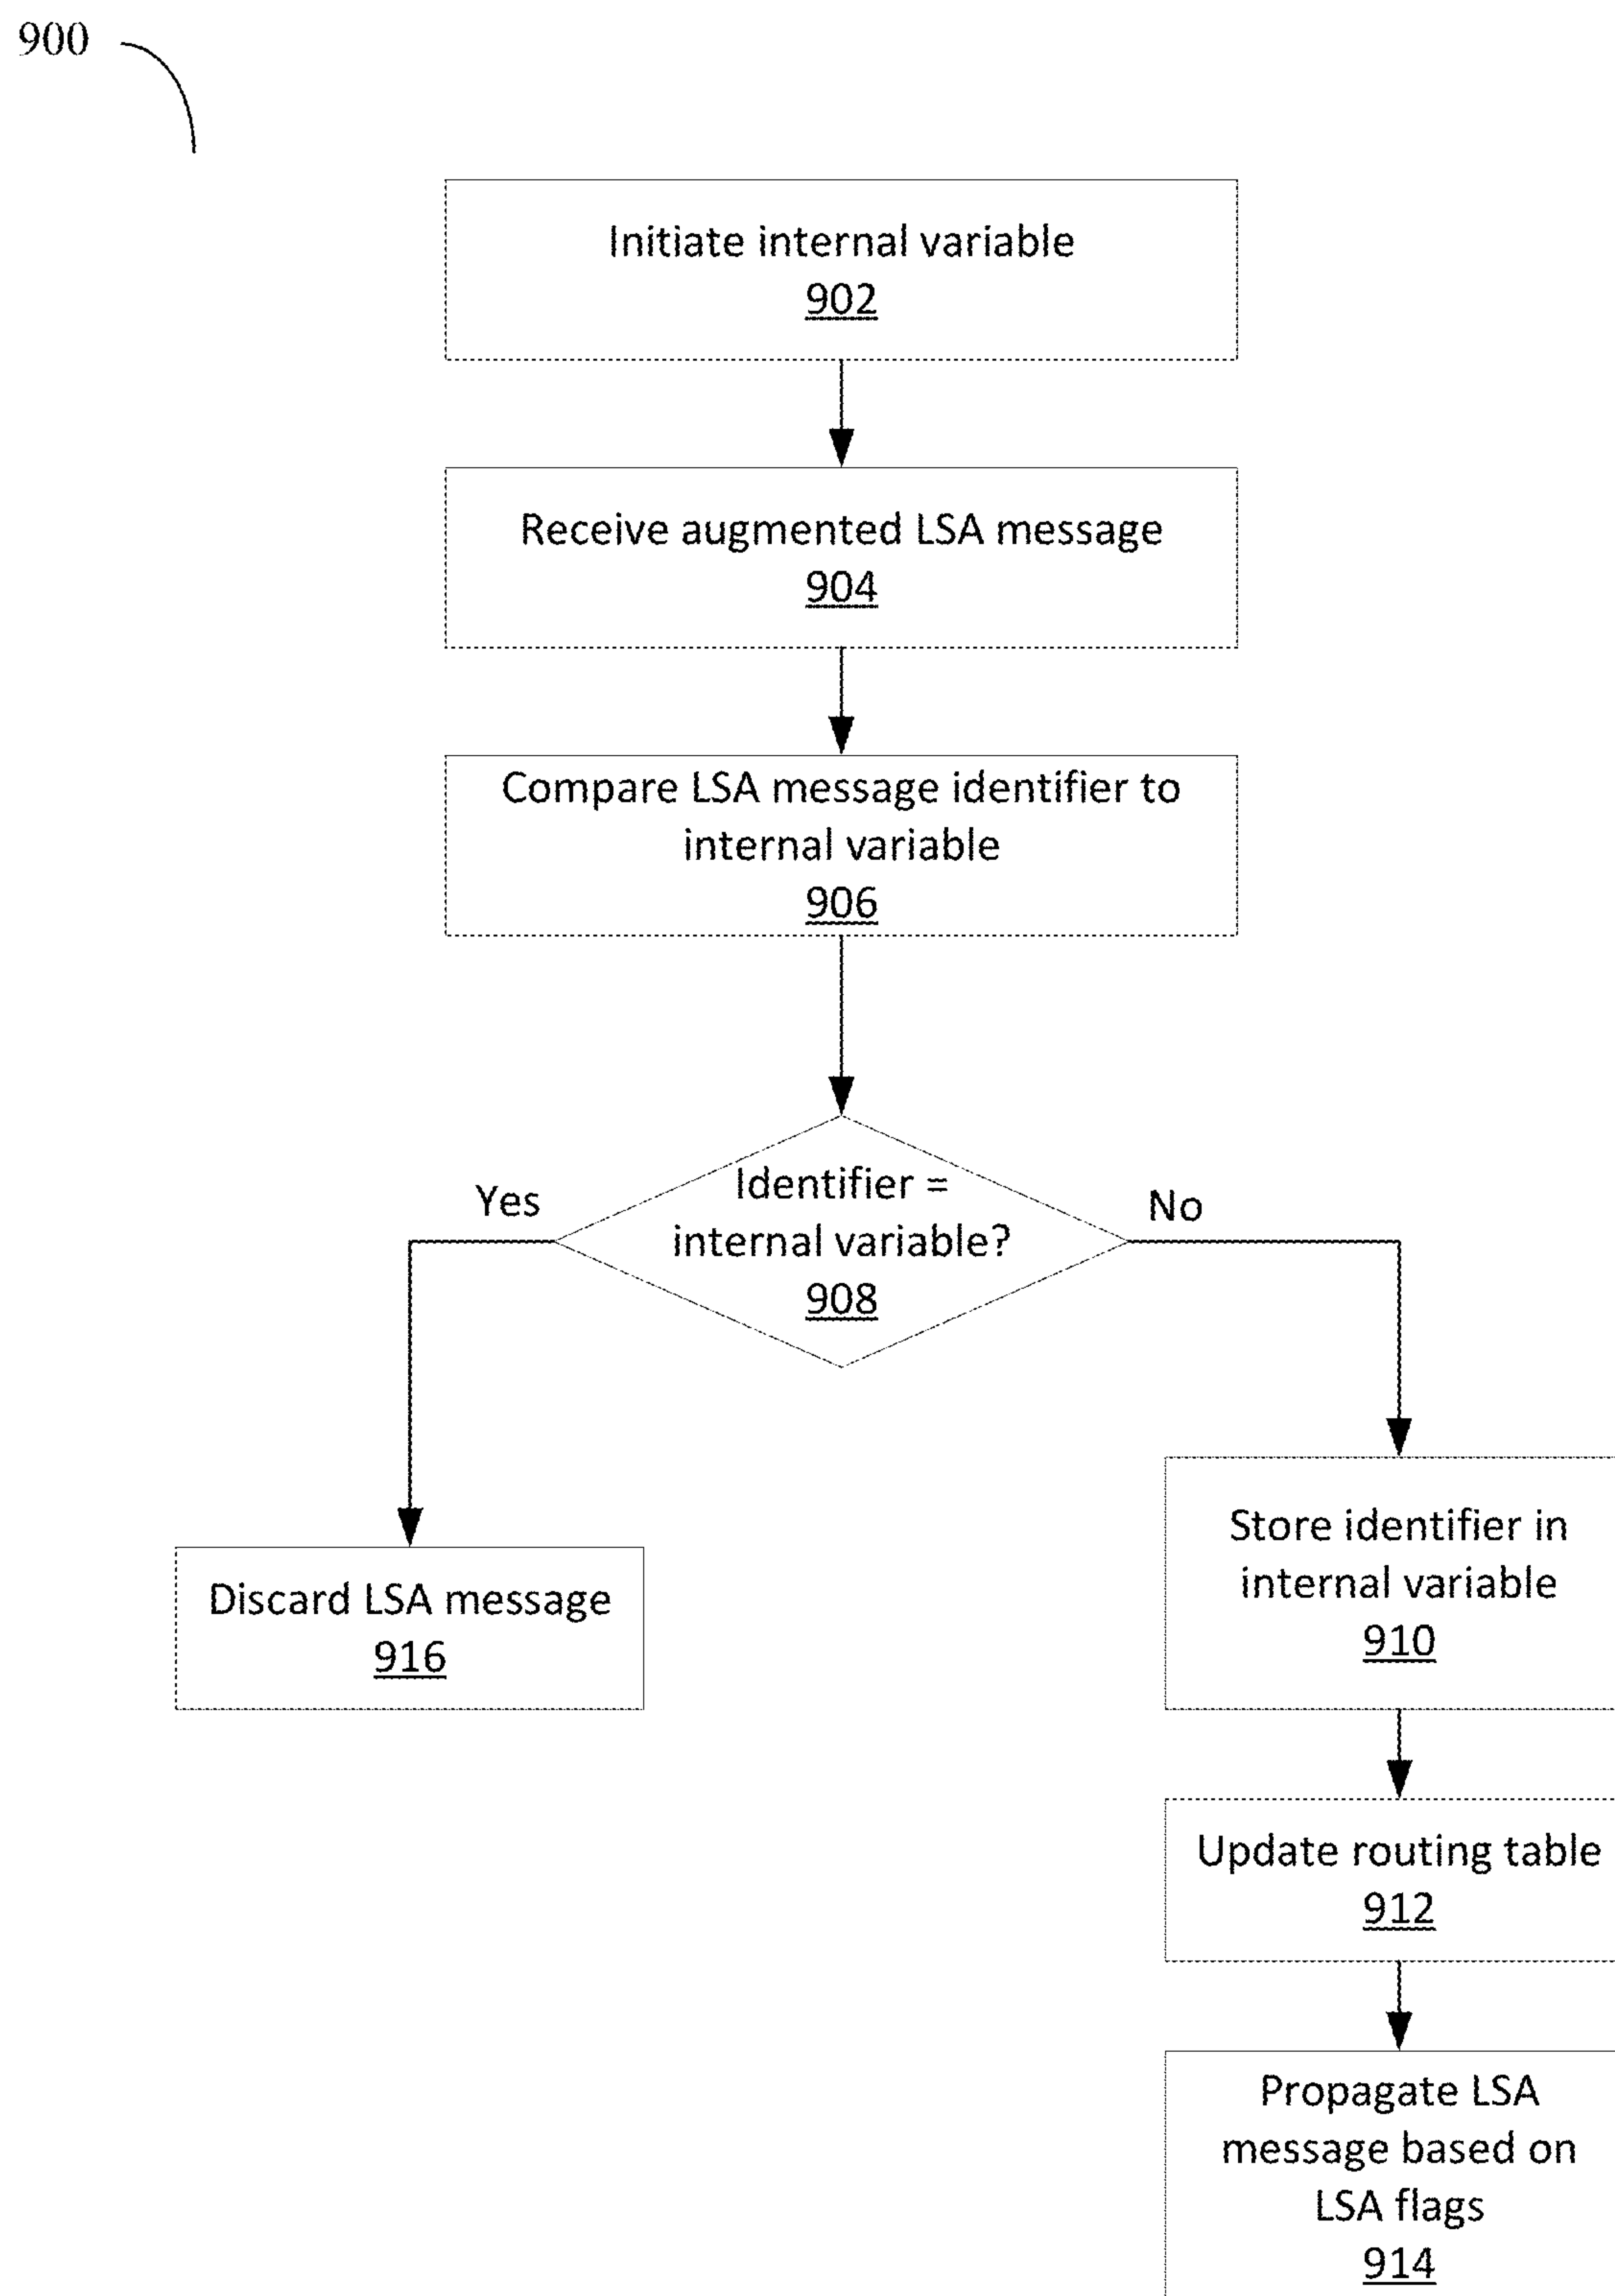 900
Initiate internal variable
902
Receive augmented LSA message
904
Compare LSA message identifier to
internal variable
906
Identifier =
internal variable?
908
Yes
No
Discard LSA message
916
Store identifier in
internal variable
910
Update routing table
912
Propagate LSA
message based on
LSA flags
914